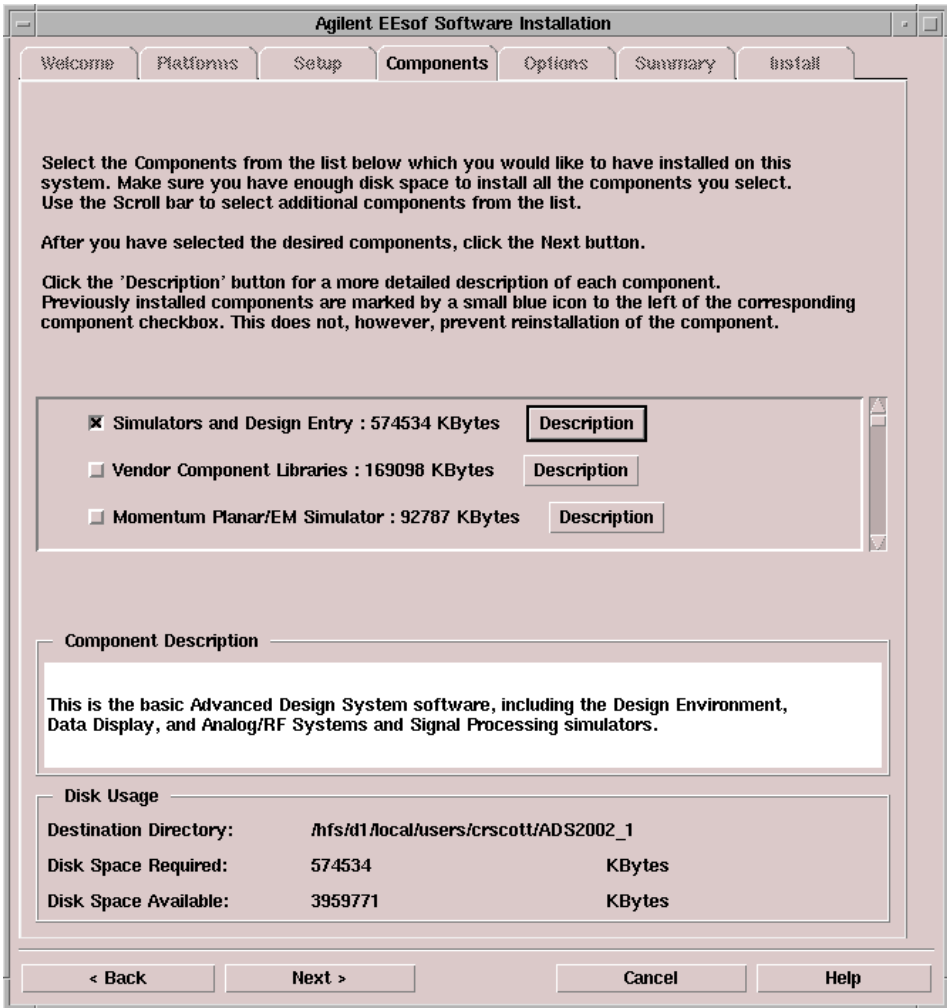 Agilent EEsof Software Installation
Welcome Platforms Setup Components Options Summary Install
Select the Components from the list below which you would like to have installed on this
system. Make sure you have enough disk space to install all the components you select.
Use the Scroll bar to select additional components from the list.
After you have selected the desired components, click the Next button.
Click the 'Description' button for a more detailed description of each component.
Previously installed components are marked by a small blue icon to the left of the corresponding
component checkbox. This does not, however, prevent reinstallation of the component.
Simulators and Design Entry : 574534 KBytes Description
Vendor Component Libraries : 169098 KBytes Description
Momentum Planar/EM Simulator : 92787 KBytes Description
Component Description
This is the basic Advanced Design System software, including the Design Environment,
Data Display, and Analog/RF Systems and Signal Processing simulators.
Disk Usage
Destination Directory: /hfs/d1/local/users/crscott/ADS2002_1
Disk Space Required: 574534 KBytes
Disk Space Available: 3959771 KBytes
< Back Next > Cancel Help